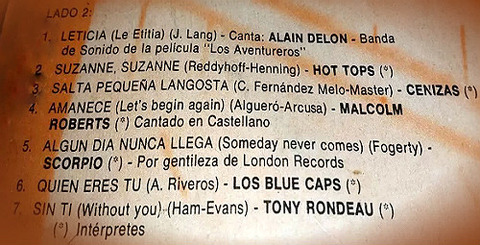 LADO 2:
1. LETICIA (Le Etitia) (J. Lang) - Canta: ALAIN DELON - Banda
de Sonido de la película "Los Aventureros"
2. SUZANNE, SUZANNE (Reddyhoff-Henning) - HOT TOPS (*)
3. SALTA PEQUEÑA LANGOSTA (C. Fernández Melo-Master) - CENIZAS (*)
4. AMANECE (Let's begin again) (Algueró-Arcusa) - MALCOLM
ROBERTS (*) Cantado en Castellano
5. ALGUN DIA NUNCA LLEGA (Someday never comes) (Fogerty) -
SCORPIO (*) - Por gentileza de London Records
6. QUIEN ERES TU (A. Riveros) - LOS BLUE CAPS (*)
7. SIN TI (Without you) (Ham-Evans) - TONY RONDEAU (*)
(*) Intérpretes